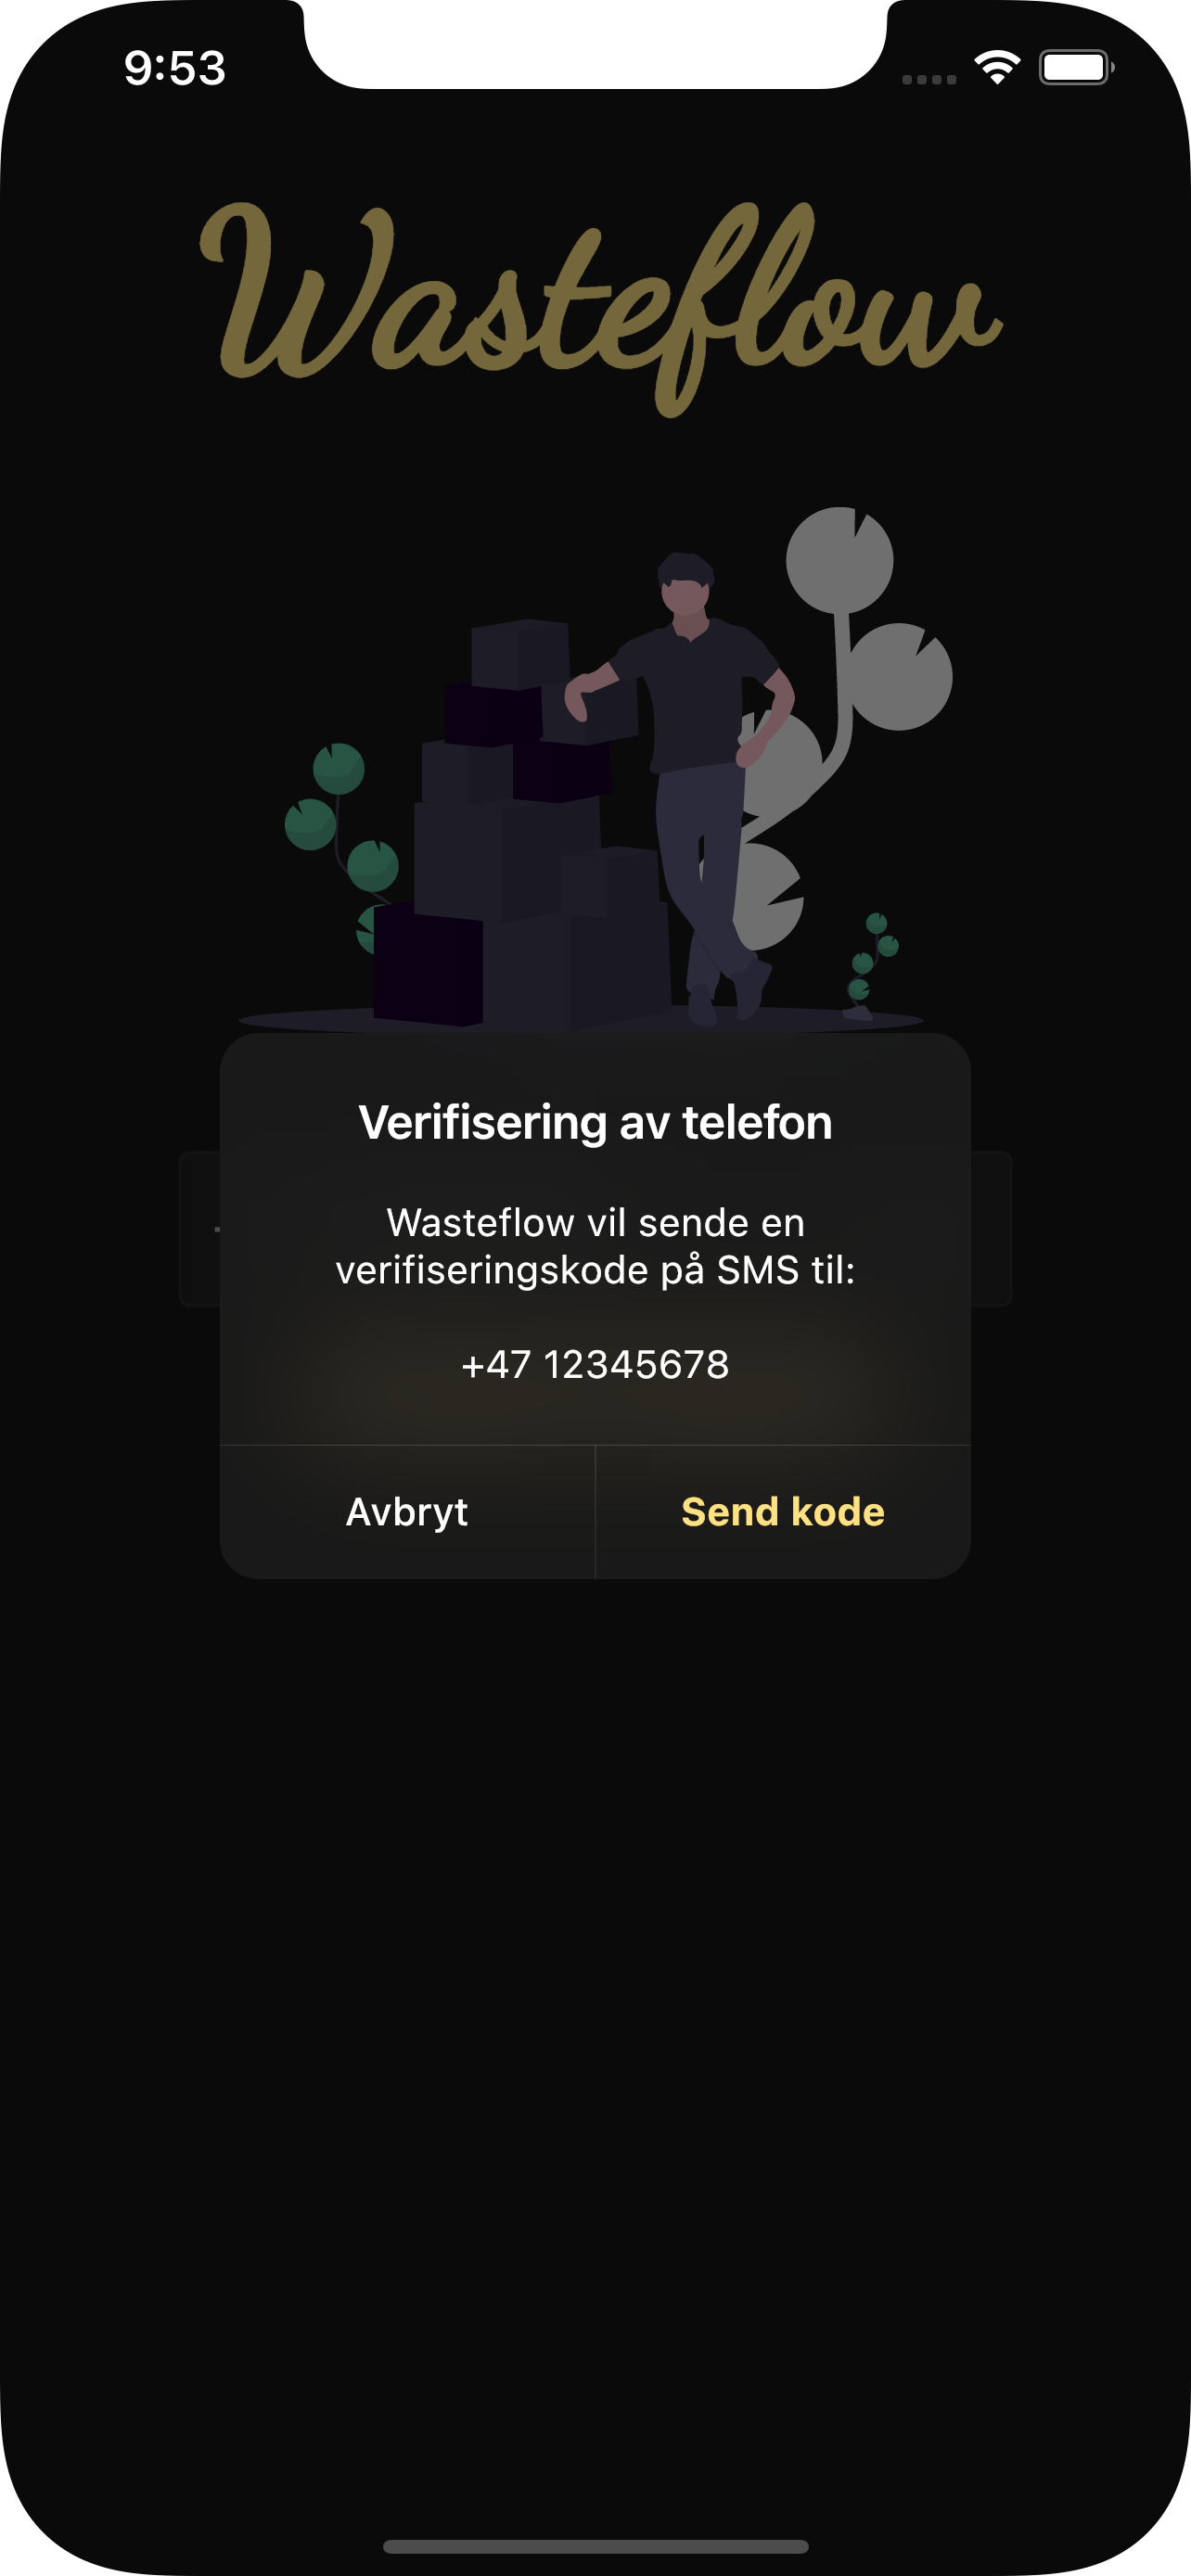 9:53
Wasteflow
Verifisering av telefon
Wasteflow vil sende en
verifiseringskode på SMS til:
+47 12345678
Avbryt
Send kode